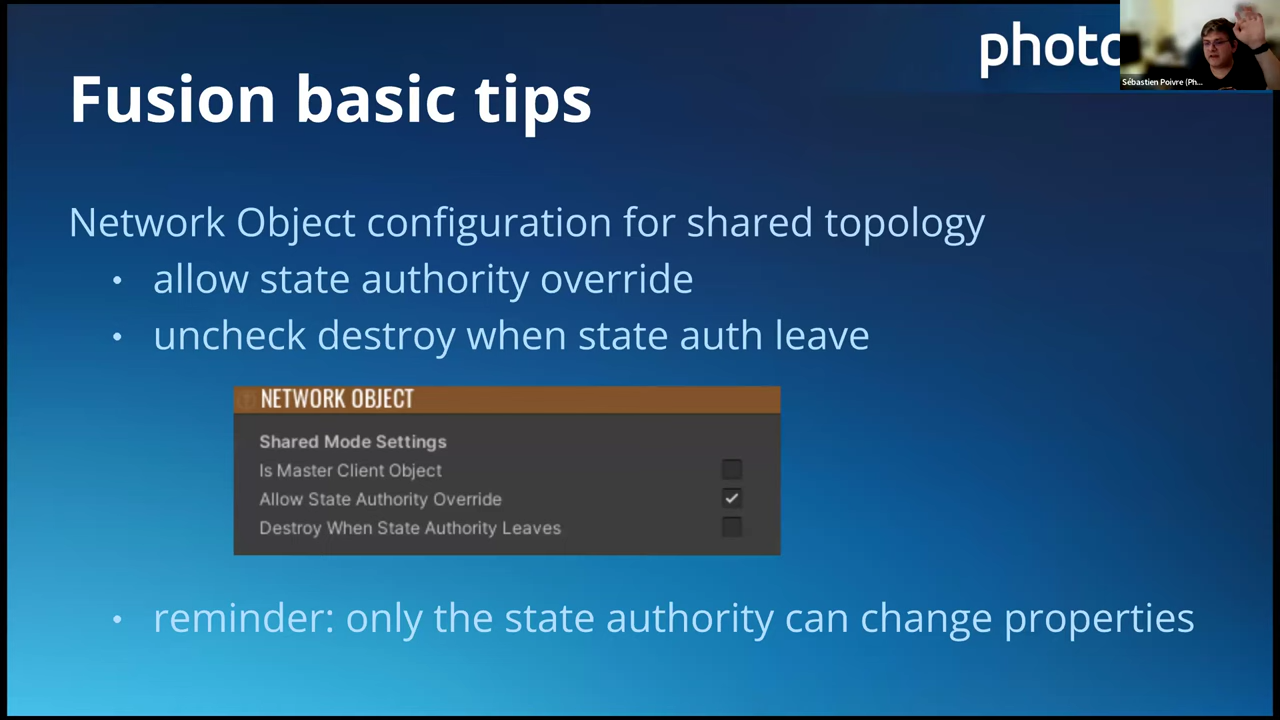 photo
Sébastien Poivre (Ph...
Fusion basic tips
Network Object configuration for shared topology
• allow state authority override
• uncheck destroy when state auth leave
NETWORK OBJECT
Shared Mode Settings
Is Master Client Object
Allow State Authority Override
Destroy When State Authority Leaves
• reminder: only the state authority can change properties